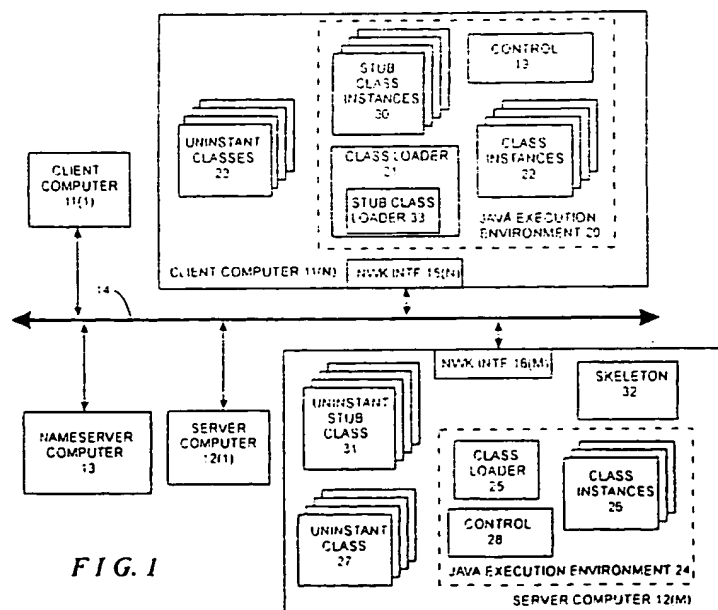 STUB
CLASS
INSTANCES
30
CONTROL
19
UNINSTANT
CLASSES
23
CLASS LOADER
21
STUB CLASS
LOADER 33
CLASS
INSTANCES
22
JAVA EXECUTION
ENVIRONMENT 20
CLIENT COMPUTER 11(N)
NWK INTF 15(N)
CLIENT
COMPUTER
11(1)
14
NAMESERVER
COMPUTER
13
SERVER
COMPUTER
12(1)
NWK INTF 16(M)
UNINSTANT
STUB
CLASS
31
SKELETON
32
CLASS
LOADER
25
CLASS
INSTANCES
26
UNINSTANT
CLASS
27
CONTROL
28
JAVA EXECUTION ENVIRONMENT 24
SERVER COMPUTER 12(M)
FIG. 1